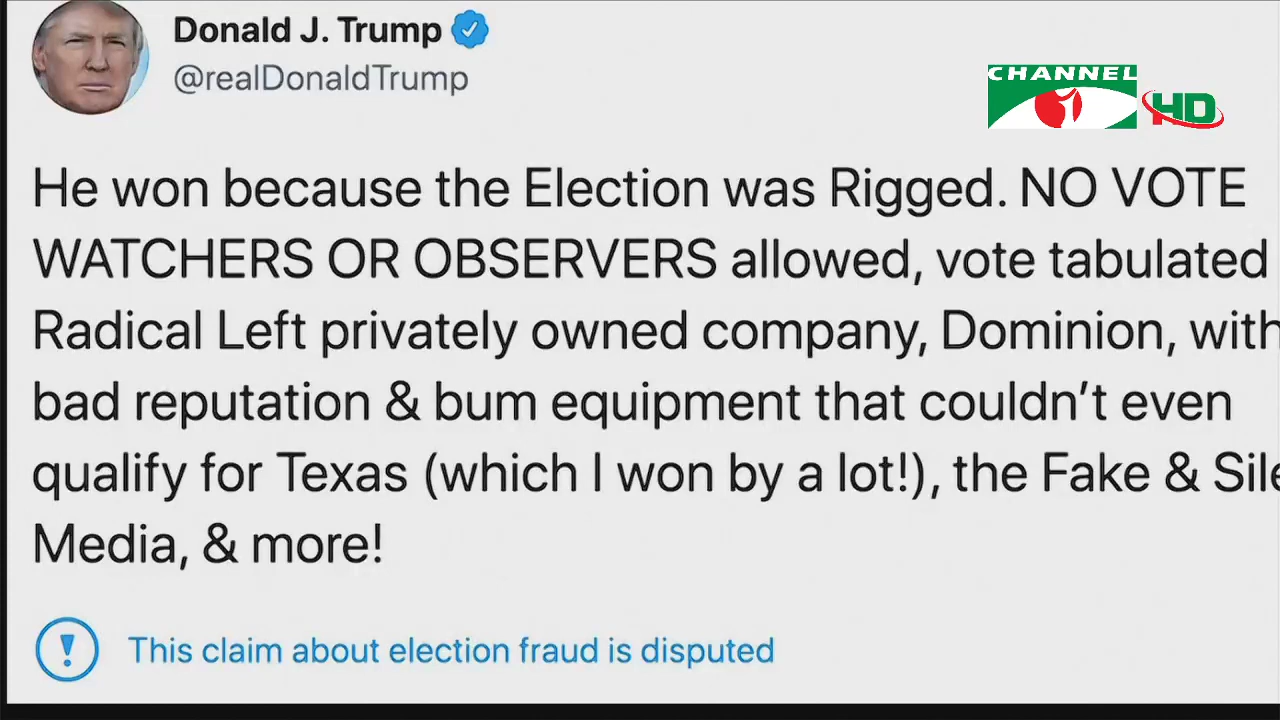 Donald J. Trump
@realDonaldTrump
CHANNEL
HD
He won because the Election was Rigged. NO VOTE
WATCHERS OR OBSERVERS allowed, vote tabulated
Radical Left privately owned company, Dominion, with
bad reputation & bum equipment that couldn’t even
qualify for Texas (which I won by a lot!), the Fake &
Media, & more!
This claim about election fraud is disputed